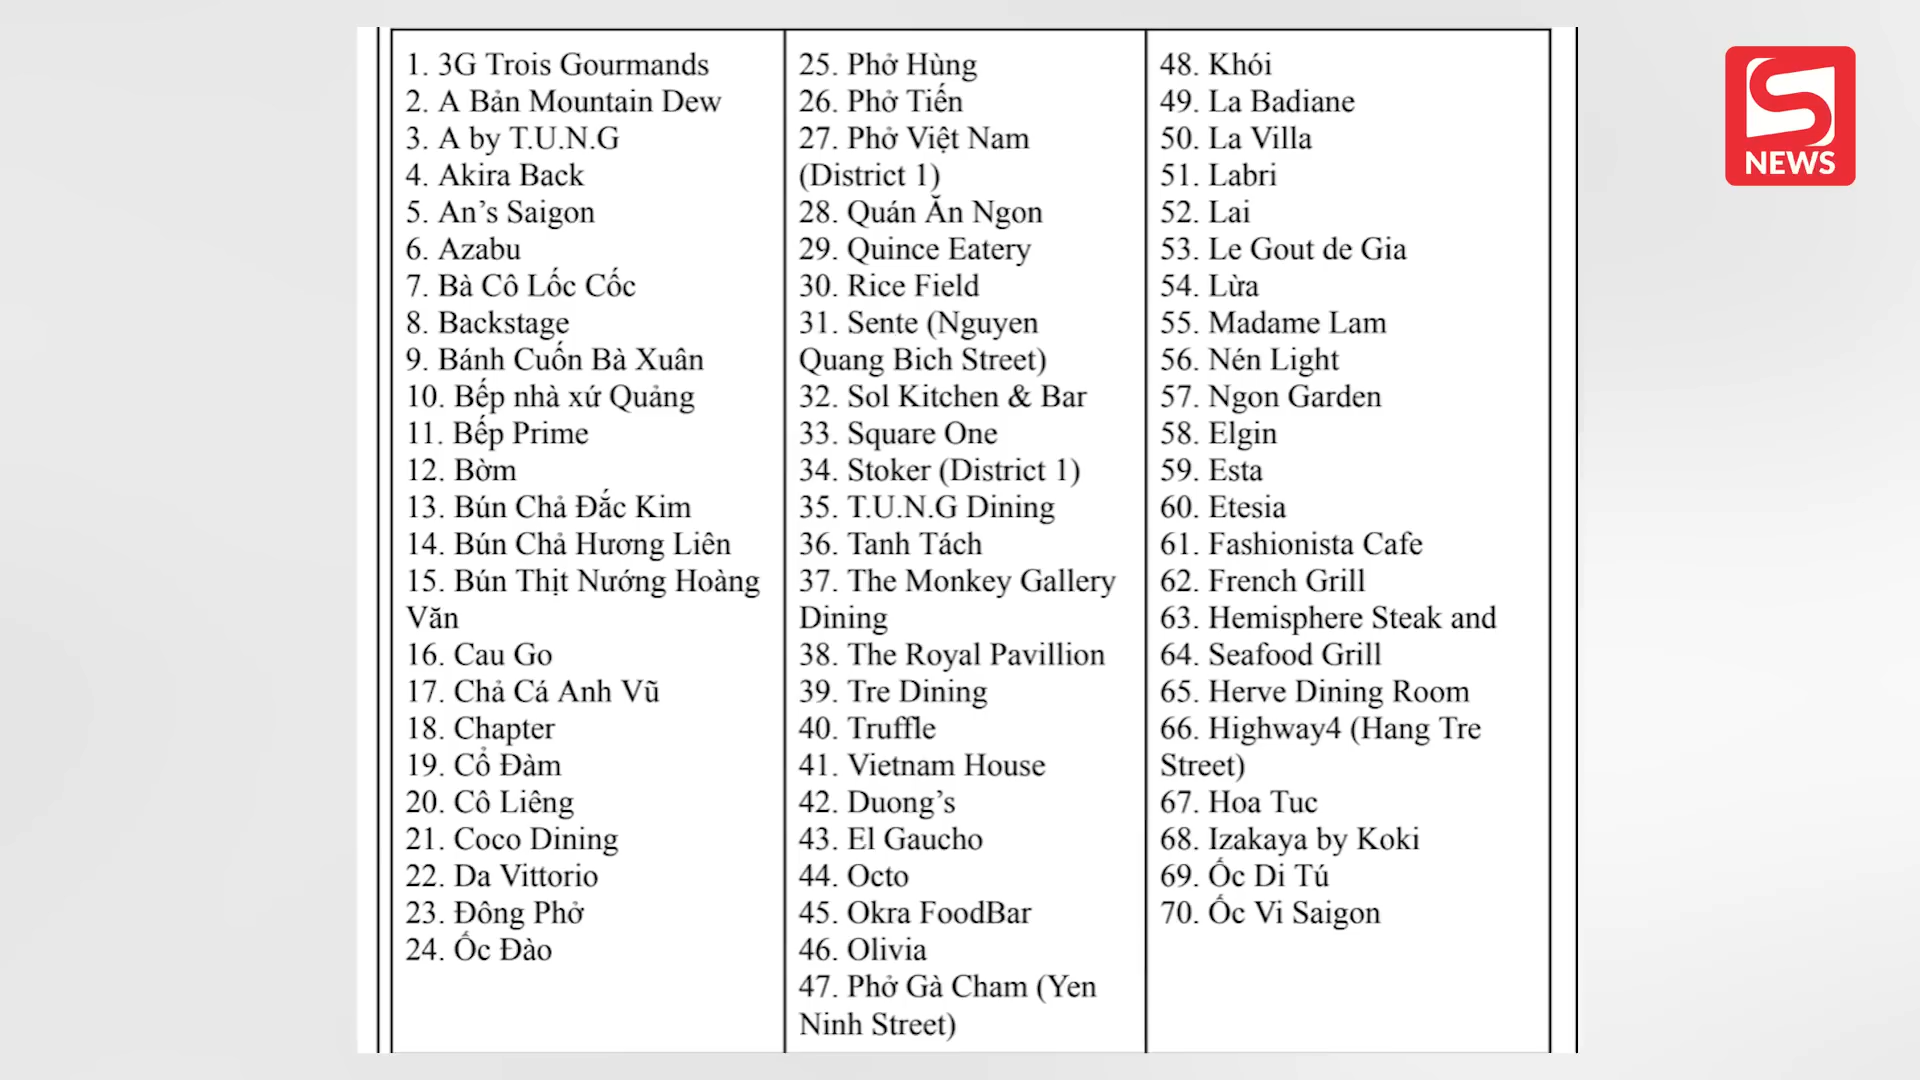 1. 3G Trois Gourmands
2. A Bản Mountain Dew
3. A by T.U.N.G
4. Akira Back
5. An’s Saigon
6. Azabu
7. Bà Cô Lốc Cốc
8. Backstage
9. Bánh Cuốn Bà Xuân
10. Bếp nhà xứ Quảng
11. Bếp Prime
12. Bờm
13. Bún Chả Đắc Kim
14. Bún Chả Hương Liên
15. Bún Thịt Nướng Hoàng
Văn
16. Cau Go
17. Chả Cá Anh Vũ
18. Chapter
19. Cổ Đàm
20. Cô Liêng
21. Coco Dining
22. Da Vittorio
23. Đông Phở
24. Ốc Đào
25. Phở Hùng
26. Phở Tiến
27. Phở Việt Nam
(District 1)
28. Quán Ăn Ngon
29. Quince Eatery
30. Rice Field
31. Sente (Nguyen
Quang Bich Street)
32. Sol Kitchen & Bar
33. Square One
34. Stoker (District 1)
35. T.U.N.G Dining
36. Tanh Tách
37. The Monkey Gallery
Dining
38. The Royal Pavillion
39. Tre Dining
40. Truffle
41. Vietnam House
42. Duong’s
43. El Gaucho
44. Octo
45. Okra FoodBar
46. Olivia
47. Phở Gà Cham (Yen
Ninh Street)
48. Khói
49. La Badiane
50. La Villa
51. Labri
52. Lai
53. Le Gout de Gia
54. Lừa
55. Madame Lam
56. Nén Light
57. Ngon Garden
58. Elgin
59. Esta
60. Etesia
61. Fashionista Cafe
62. French Grill
63. Hemisphere Steak and
64. Seafood Grill
65. Herve Dining Room
66. Highway4 (Hang Tre
Street)
67. Hoa Tuc
68. Izakaya by Koki
69. Ốc Di Tú
70. Ốc Vi Saigon
S
NEWS